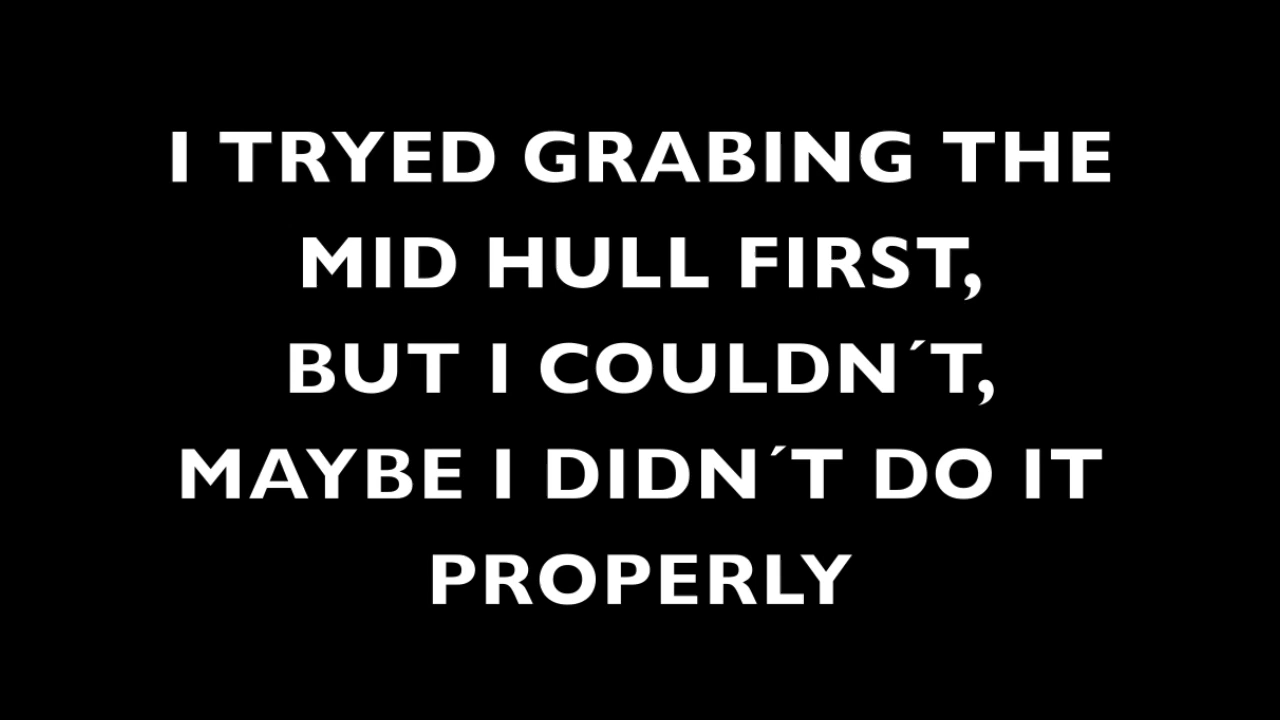 I TRYED GRABING THE
MID HULL FIRST,
BUT I COULDN´T,
MAYBE I DIDN´T DO IT
PROPERLY